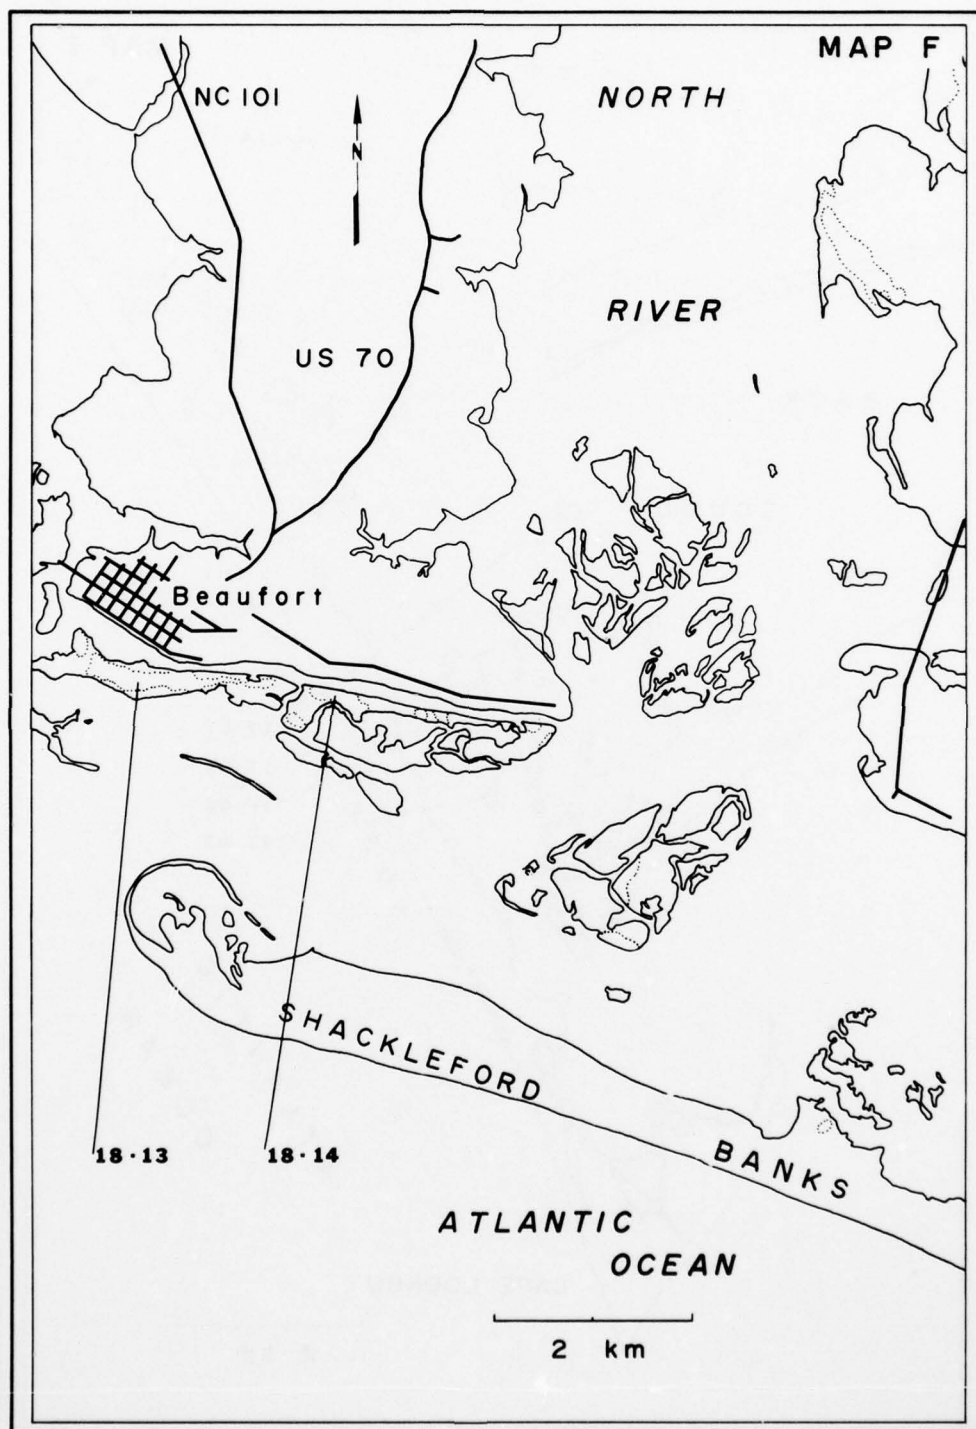 MAP F
NC 101
NORTH
N
RIVER
US 70
Beaufort
SHACKLEFORD
BANKS
18·13
18·14
ATLANTIC
OCEAN
2 km